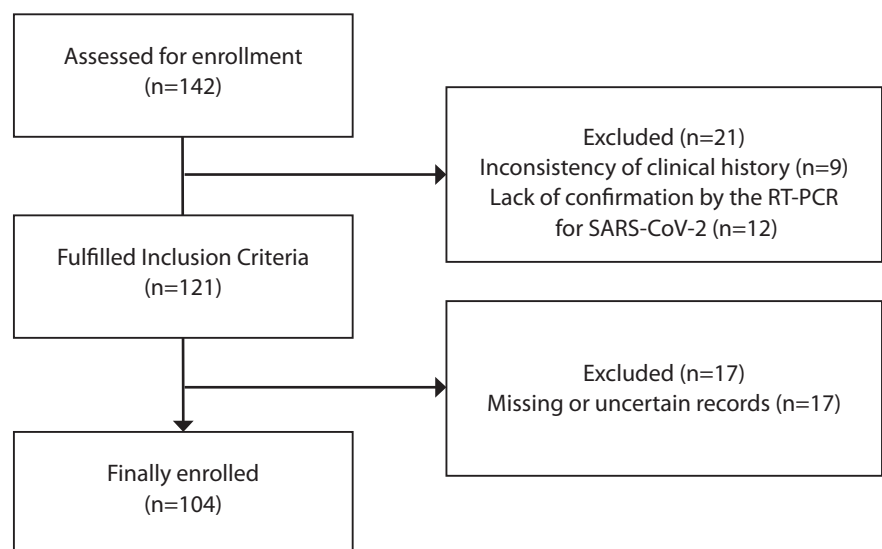 Assessed for enrollment
(n=142)
Excluded (n=21)
Inconsistency of clinical history (n=9)
Lack of confirmation by the RT-PCR
for SARS-CoV-2 (n=12)
Fulfilled Inclusion Criteria
(n=121)
Excluded (n=17)
Missing or uncertain records (n=17)
Finally enrolled
(n=104)